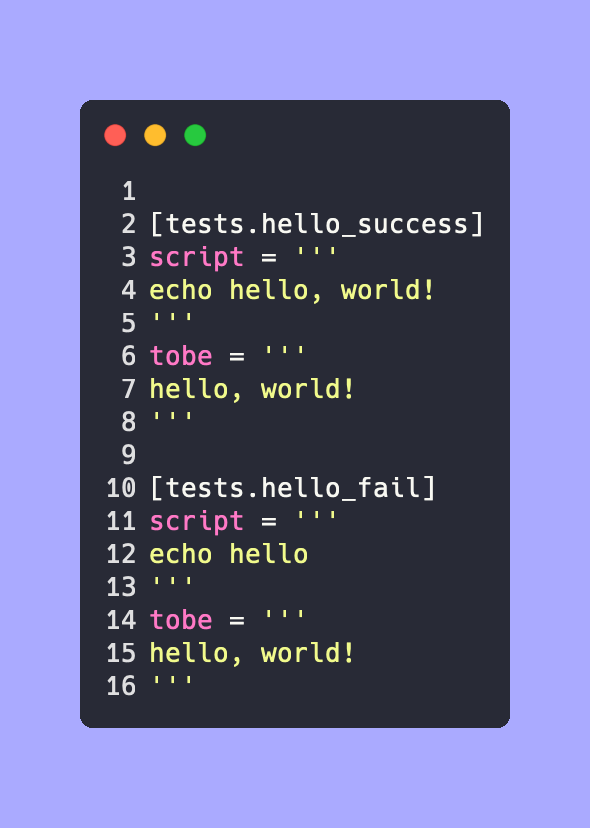 1
2 [tests.hello_success]
3 script = '''
4 echo hello, world!
5 '''
6 tobe = '''
7 hello, world!
8 '''
9
10 [tests.hello_fail]
11 script = '''
12 echo hello
13 '''
14 tobe = '''
15 hello, world!
16 '''